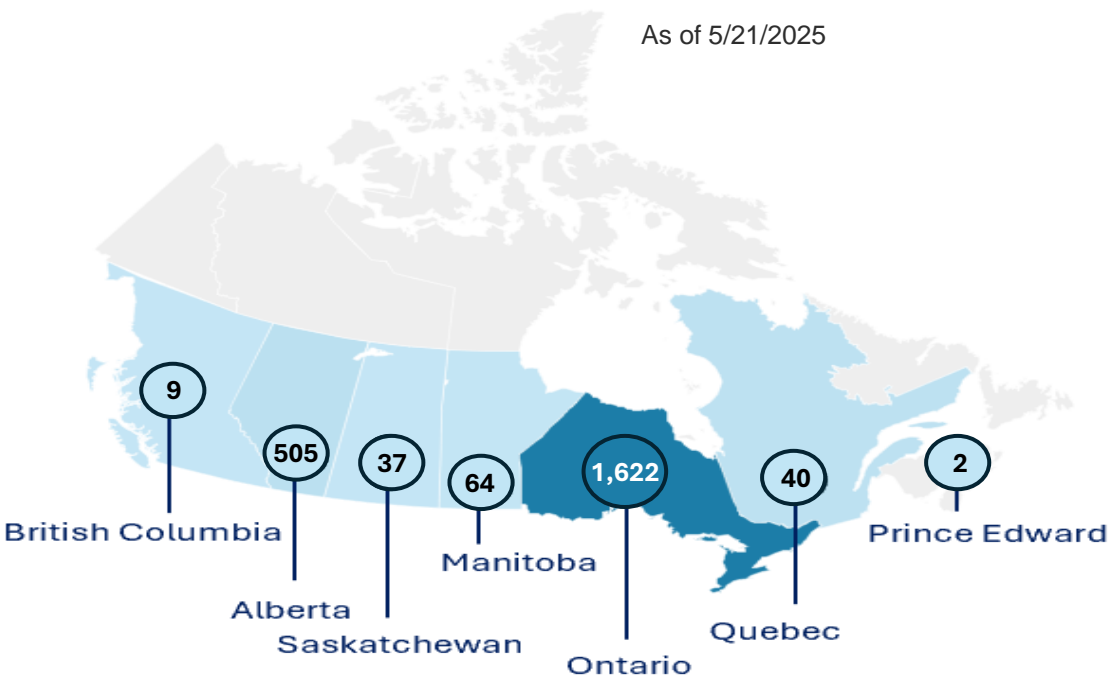 As of 5/21/2025
9
505
37
64
1,622
40
2
British Columbia
Prince Edward
Manitoba
Alberta
Quebec
Saskatchewan
Ontario